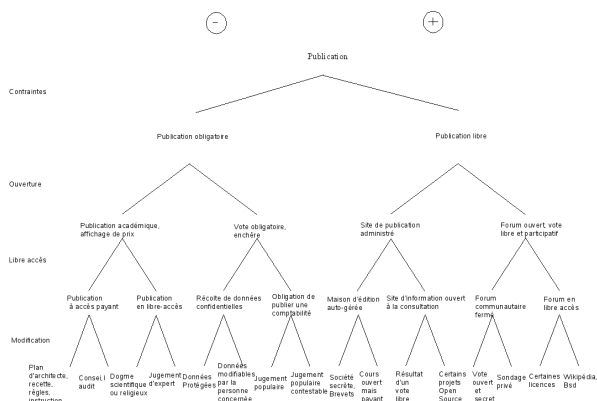 -
+
Publication
Contraintes
Publication obligatoire
Publication libre
Ouverture
Publication académique,
affichage de prix
Vote obligatoire,
enchère
Site de publication
administré
Forum ouvert, vote
libre et participatif
Libre accès
Publication
à accès payant
Publication
en libre-accès
Récolte de données
confidentielles
Obligation de
publier une
comptabilité
Maison d'édition
auto-gérée
Site d'information ouvert
à la consultation
Forum
communautaire
fermé
Forum en
libre accès
Modification
Plan
d'architecte,
recette,
régles,
instruction
Consei,l
audit
Dogme
scientifique
ou religieux
Jugement
d'expert
Données
Protégées
Données
modifiables
par la
personne
concernée
Jugement
populaire
Jugement
populaire
contestable
Société
secrète,
Brevets
Cours
ouvert
mais
payant
Résultat
d'un
vote
libre
Certains
projets
Open
Source
Vote
ouvert
et
secret
Sondage
privé
Certaines
licences
Wikipédia,
Bsd